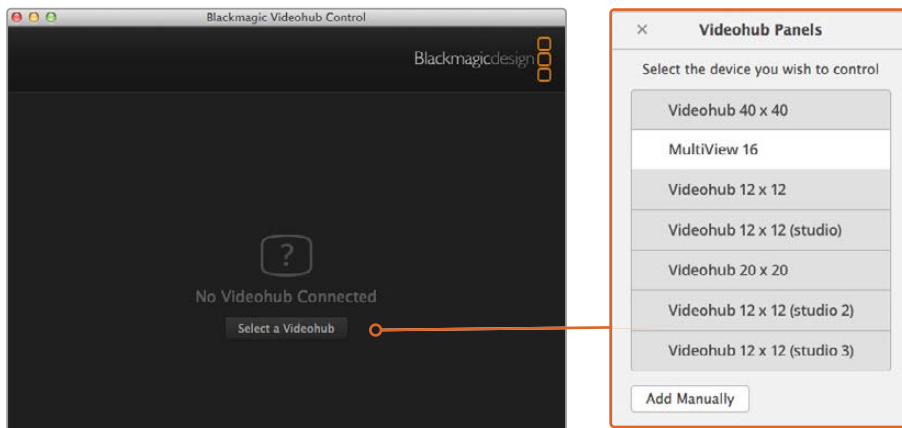 Blackmagic Videohub Control
Blackmagicdesign
?
No Videohub Connected
Select a Videohub
× Videohub Panels
Select the device you wish to control
Videohub 40 x 40
MultiView 16
Videohub 12 x 12
Videohub 12 x 12 (studio)
Videohub 20 x 20
Videohub 12 x 12 (studio 2)
Videohub 12 x 12 (studio 3)
Add Manually